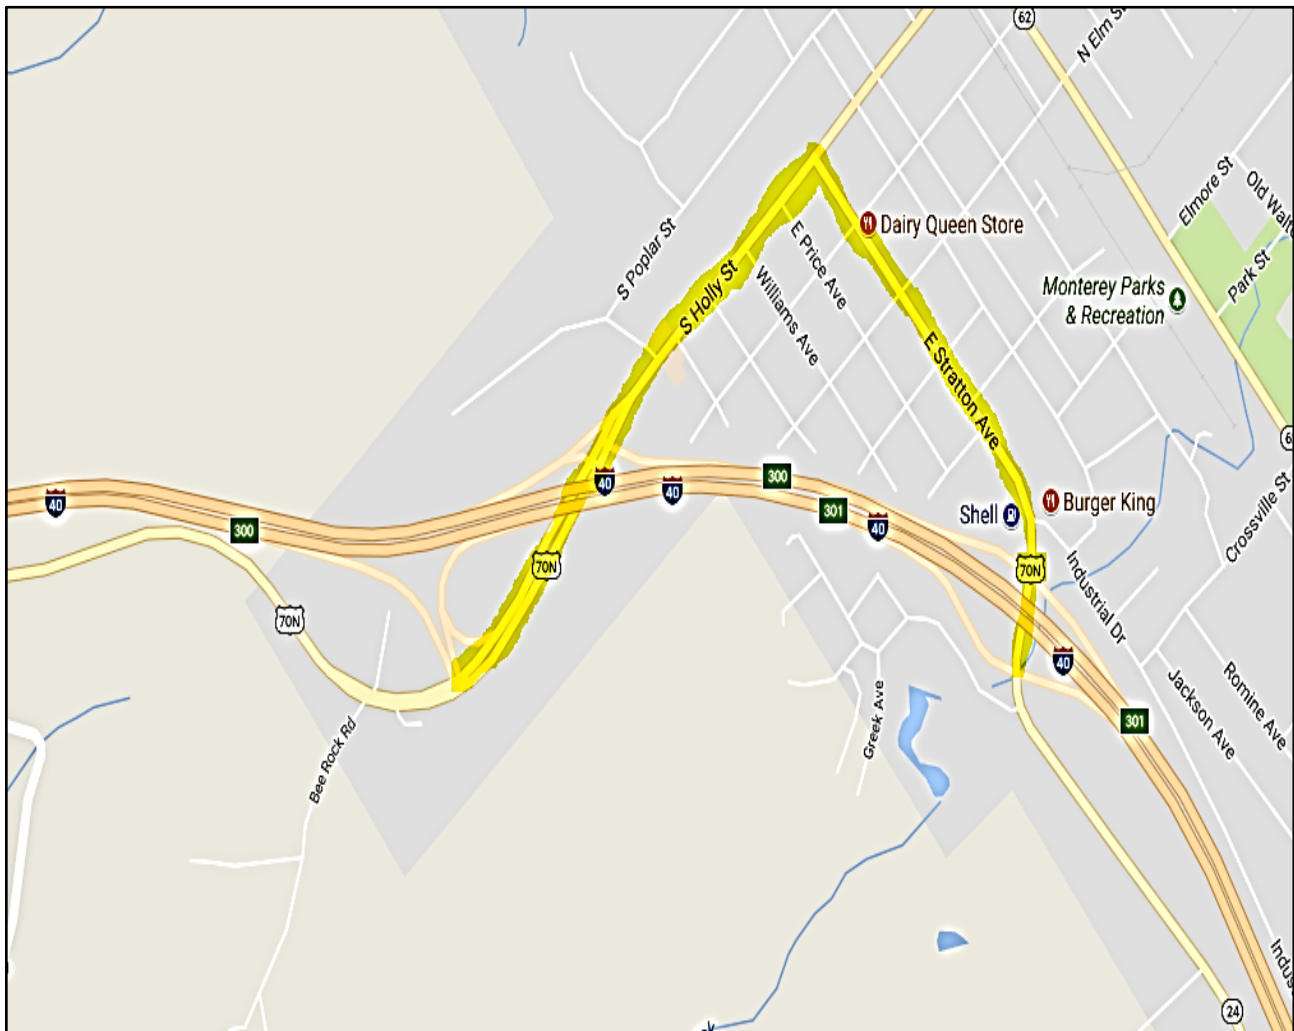 62
N Elm St
Elmore St
Old Walto
Dairy Queen Store
E Price Ave
S Poplar St
Park St
Monterey Parks
& Recreation
S Holly St
Williams Ave
E Stratton Ave
6
40
300
40
40
300
301
40
Shell
Burger King
Crossville St
300
70N
70N
Industrial Dr
70N
40
Romine Ave
Jackson Ave
Greek Ave
301
Bee Rock Rd
Indus
24